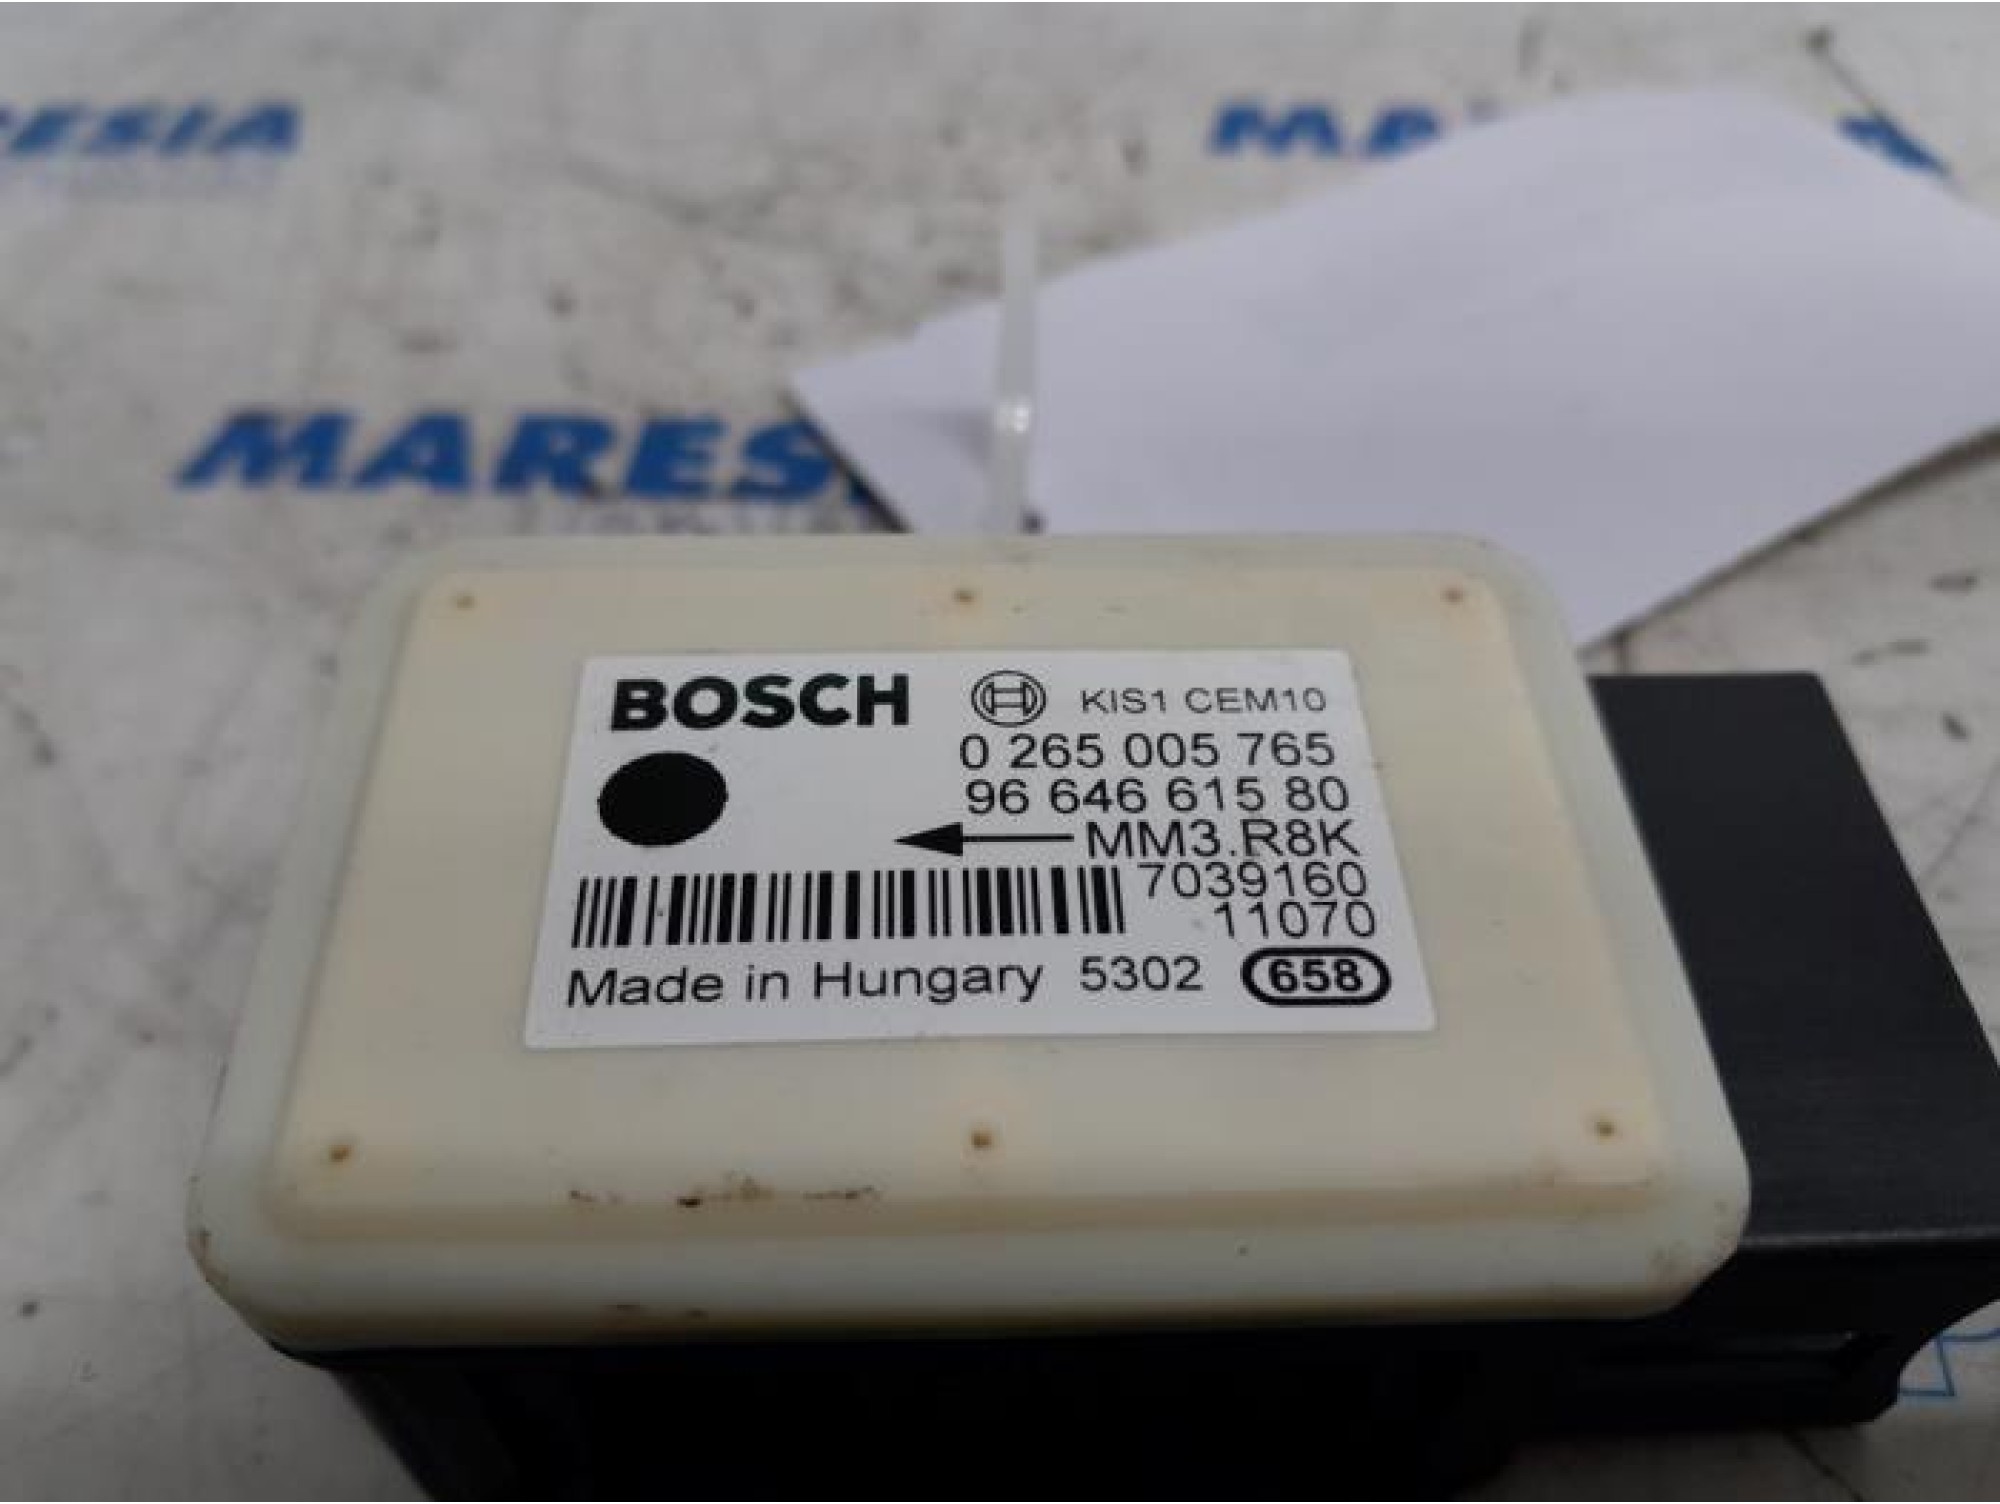 MARES
BOSCH KIS1 CEM10
0 265 005 765
96 646 615 80
MM3.R8K
7039160
11070
Made in Hungary 5302 658